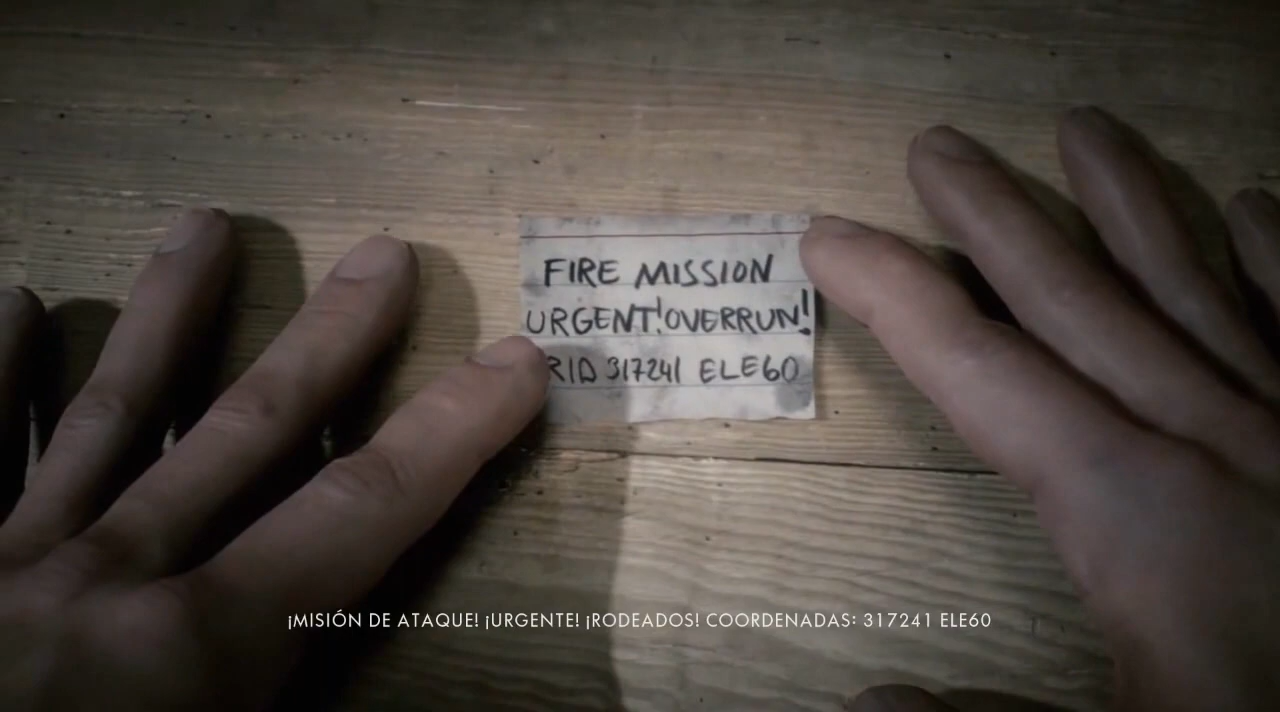 FIRE MISSION
URGENT! OVERRUN!
RID 317241 ELE60
¡MISIÓN DE ATAQUE! ¡URGENTE! ¡RODEADOS! COORDENADAS: 317241 ELE60